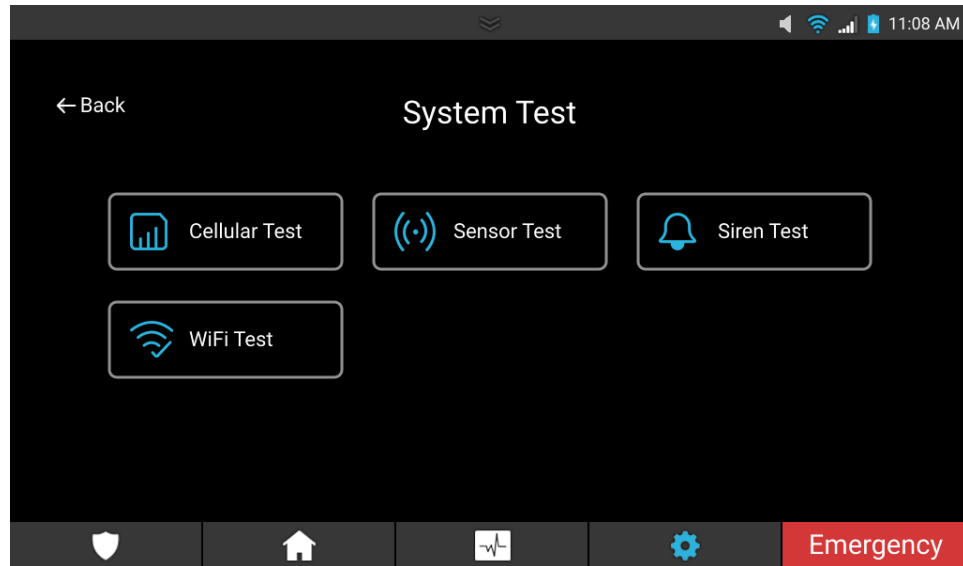 11:08 AM
Back
System Test
Cellular Test
Sensor Test
Siren Test
WiFi Test
Emergency